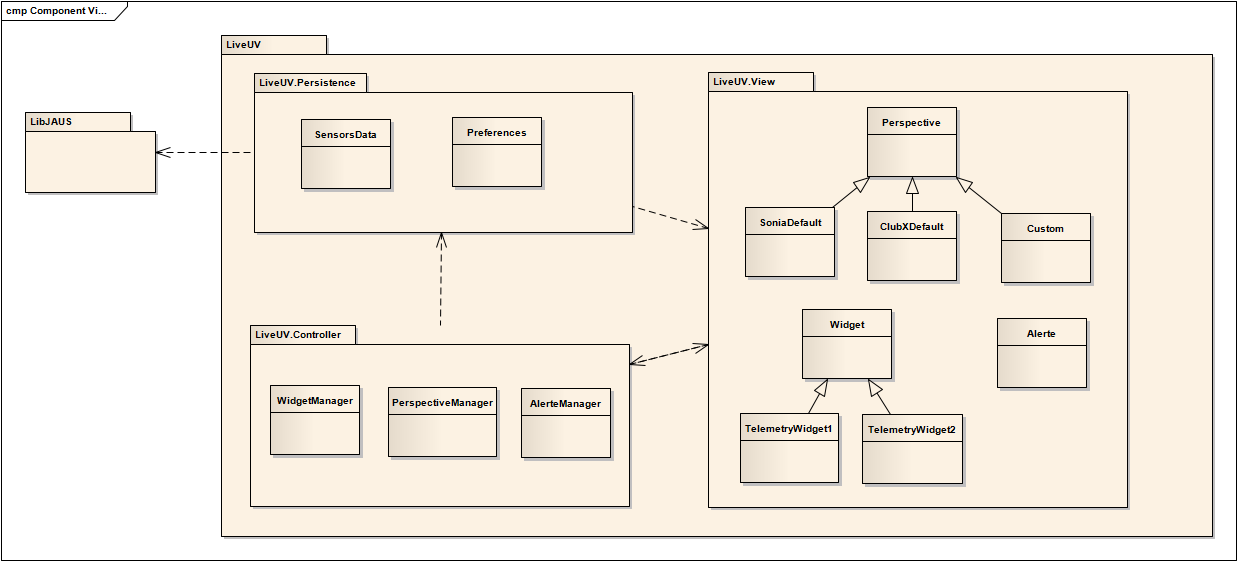 cmp Component Vi...
LiveUV
LiveUV.Persistence
LiveUV.View
LibJAUS
SensorsData
Preferences
Perspective
SoniaDefault
ClubXDefault
Custom
LiveUV.Controller
Widget
Alerte
WidgetManager
PerspectiveManager
AlerteManager
TelemetryWidget1
TelemetryWidget2